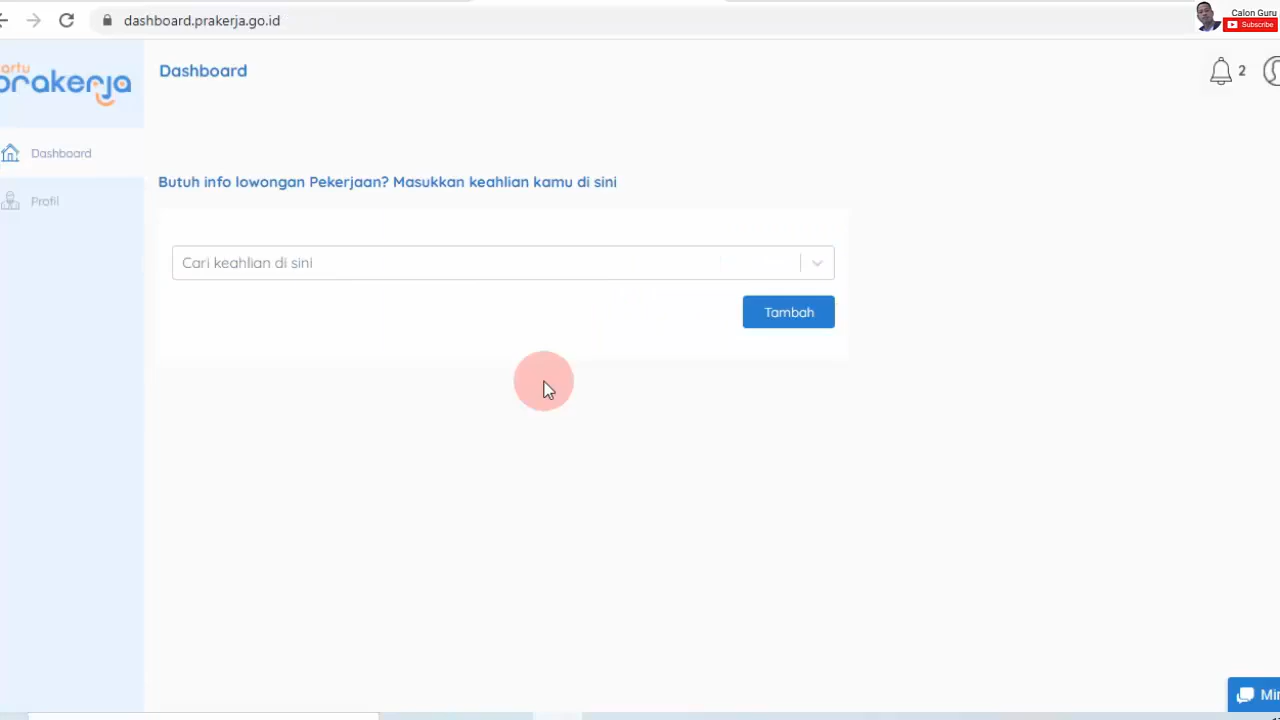 dashboard.prakerja.go.id
Calon Guru
Subscribe
artu
prakerja
Dashboard
2
Dashboard
Profil
Butuh info lowongan Pekerjaan? Masukkan keahlian kamu di sini
Cari keahlian di sini
Tambah